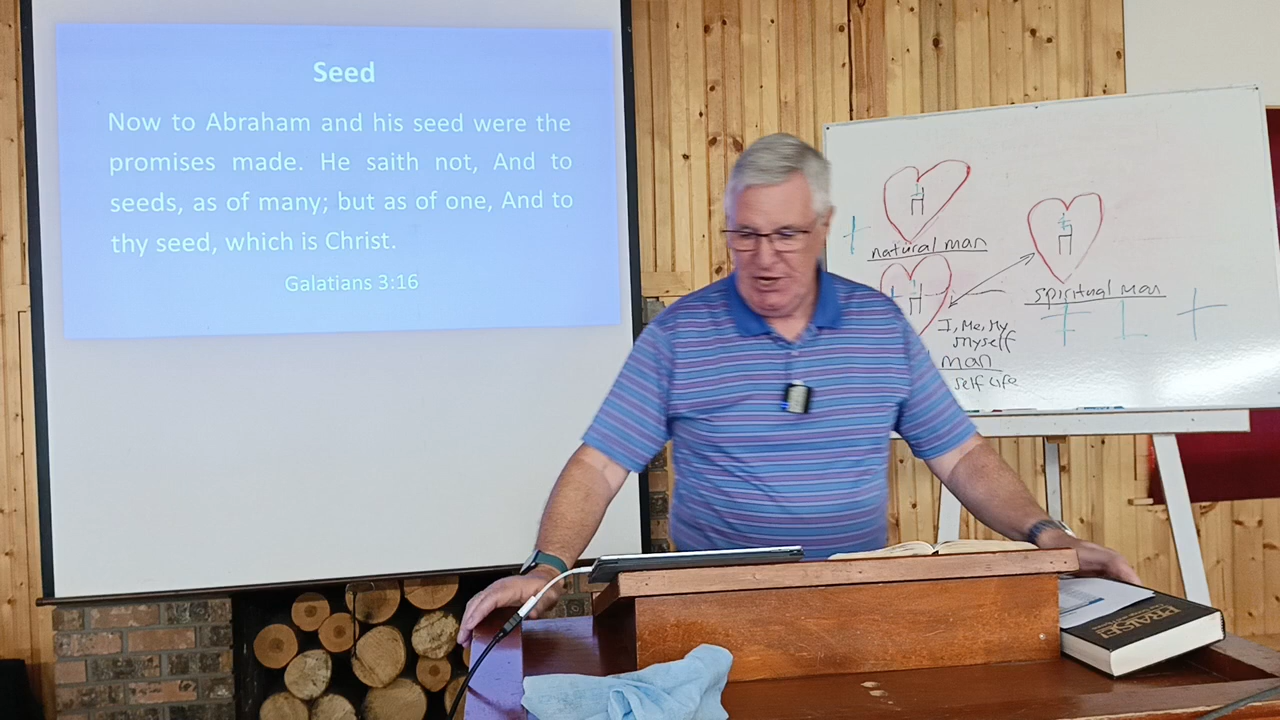 Seed
Now to Abraham and his seed were the
promises made. He saith not, And to
seeds, as of many; but as of one, And to
thy seed, which is Christ.
Galatians 3:16
natural man
spiritual man
I, Me, My
Myself
man
self life
PRAISE!